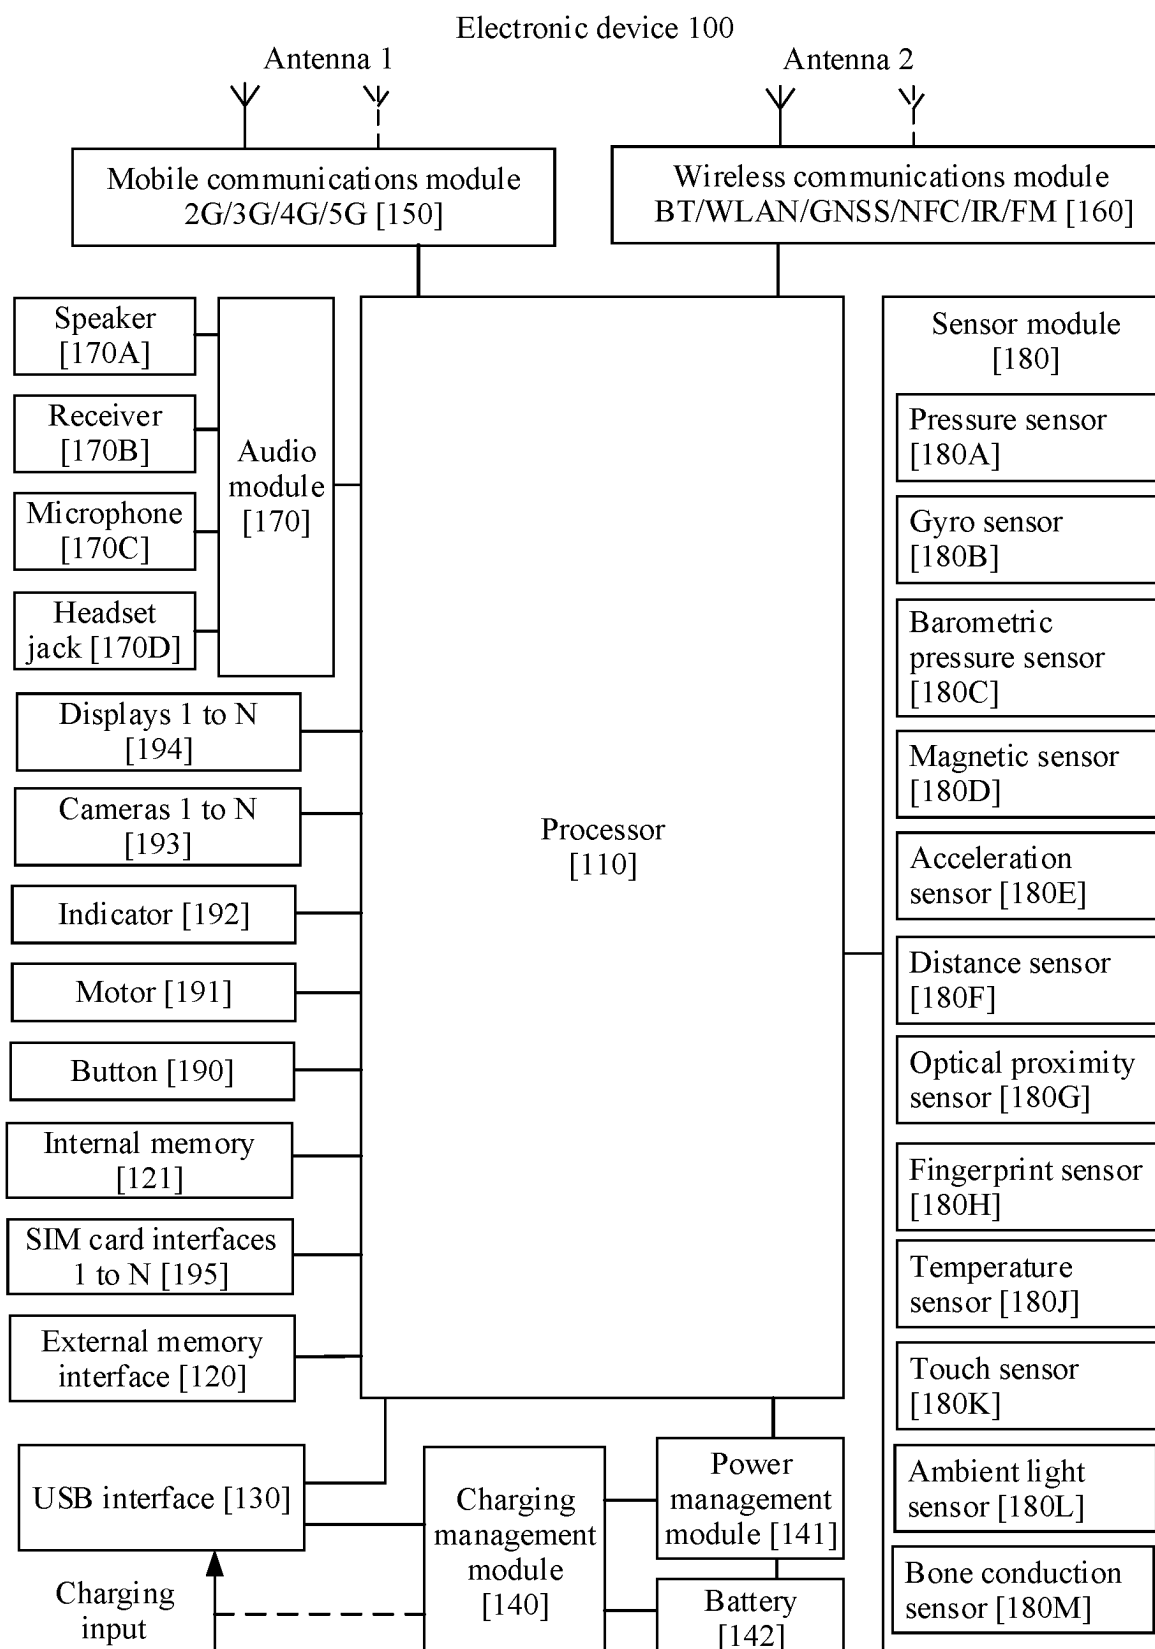 Electronic device 100
Antenna 1
Antenna 2
Mobile communications module
2G/3G/4G/5G [150]
Wireless communications module
BT/WLAN/GNSS/NFC/IR/FM [160]
Speaker
[170A]
Receiver
[170B]
Microphone
[170C]
Headset
jack [170D]
Audio
module
[170]
Displays 1 to N
[194]
Cameras 1 to N
[193]
Indicator [192]
Motor [191]
Button [190]
Internal memory
[121]
SIM card interfaces
1 to N [195]
External memory
interface [120]
Processor
[110]
Sensor module
[180]
Pressure sensor
[180A]
Gyro sensor
[180B]
Barometric
pressure sensor
[180C]
Magnetic sensor
[180D]
Acceleration
sensor [180E]
Distance sensor
[180F]
Optical proximity
sensor [180G]
Fingerprint sensor
[180H]
Temperature
sensor [180J]
Touch sensor
[180K]
Ambient light
sensor [180L]
Bone conduction
sensor [180M]
USB interface [130]
Charging
input
Charging
management
module
[140]
Power
management
module [141]
Battery
[142]